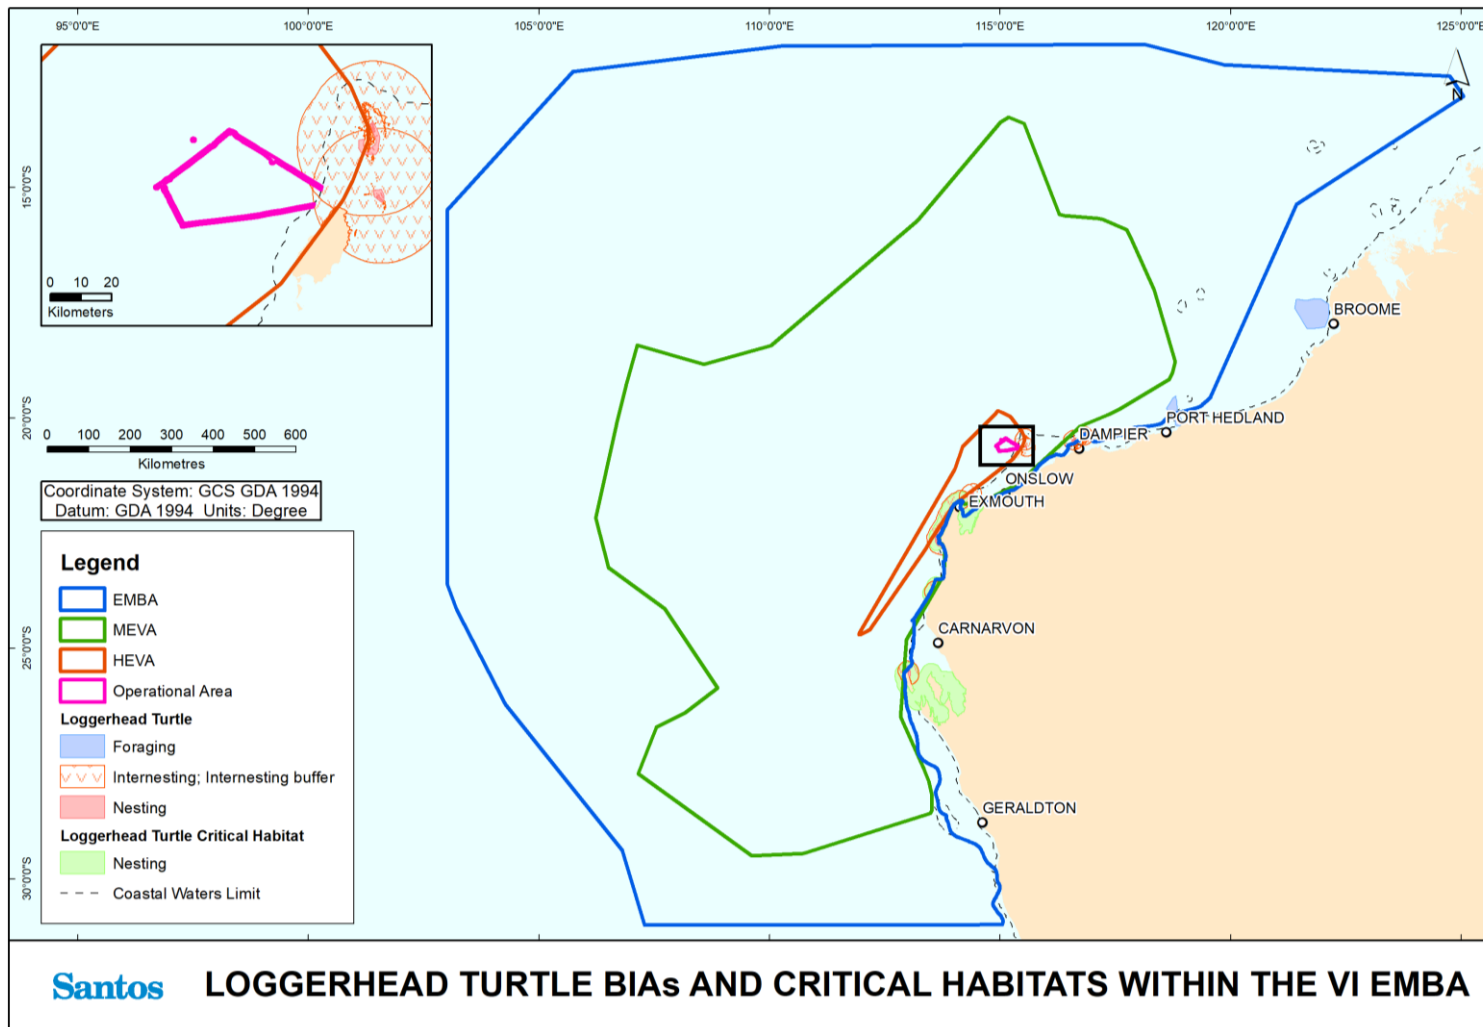 95°0'0"E 100°0'0"E 105°0'0"E 110°0'0"E 115°0'0"E 120°0'0"E 125°0'0"E
N
15°0'0"S
0 10 20
Kilometers
BROOME
20°0'0"S
PORT HEDLAND
DAMPIER
0 100 200 300 400 500 600
Kilometres
ONSLOW
EXMOUTH
Coordinate System: GCS GDA 1994
Datum: GDA 1994 Units: Degree
Legend
EMBA
MEVA
HEVA
Operational Area
Loggerhead Turtle
Foraging
Internesting; Internesting buffer
Nesting
Loggerhead Turtle Critical Habitat
Nesting
Coastal Waters Limit
25°0'0"S
CARNARVON
GERALDTON
30°0'0"S
Santos LOGGERHEAD TURTLE BIAs AND CRITICAL HABITATS WITHIN THE VI EMBA